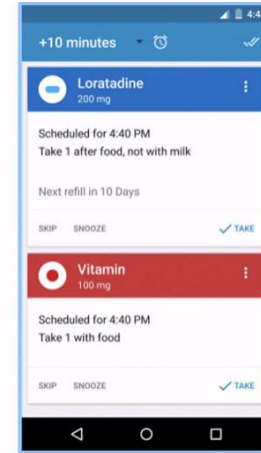 4:4
+10 minutes
Loratadine
200 mg
Scheduled for 4:40 PM
Take 1 after food, not with milk
Next refill in 10 Days
SKIP SNOOZE TAKE
Vitamin
100 mg
Scheduled for 4:40 PM
Take 1 with food
SKIP SNOOZE TAKE